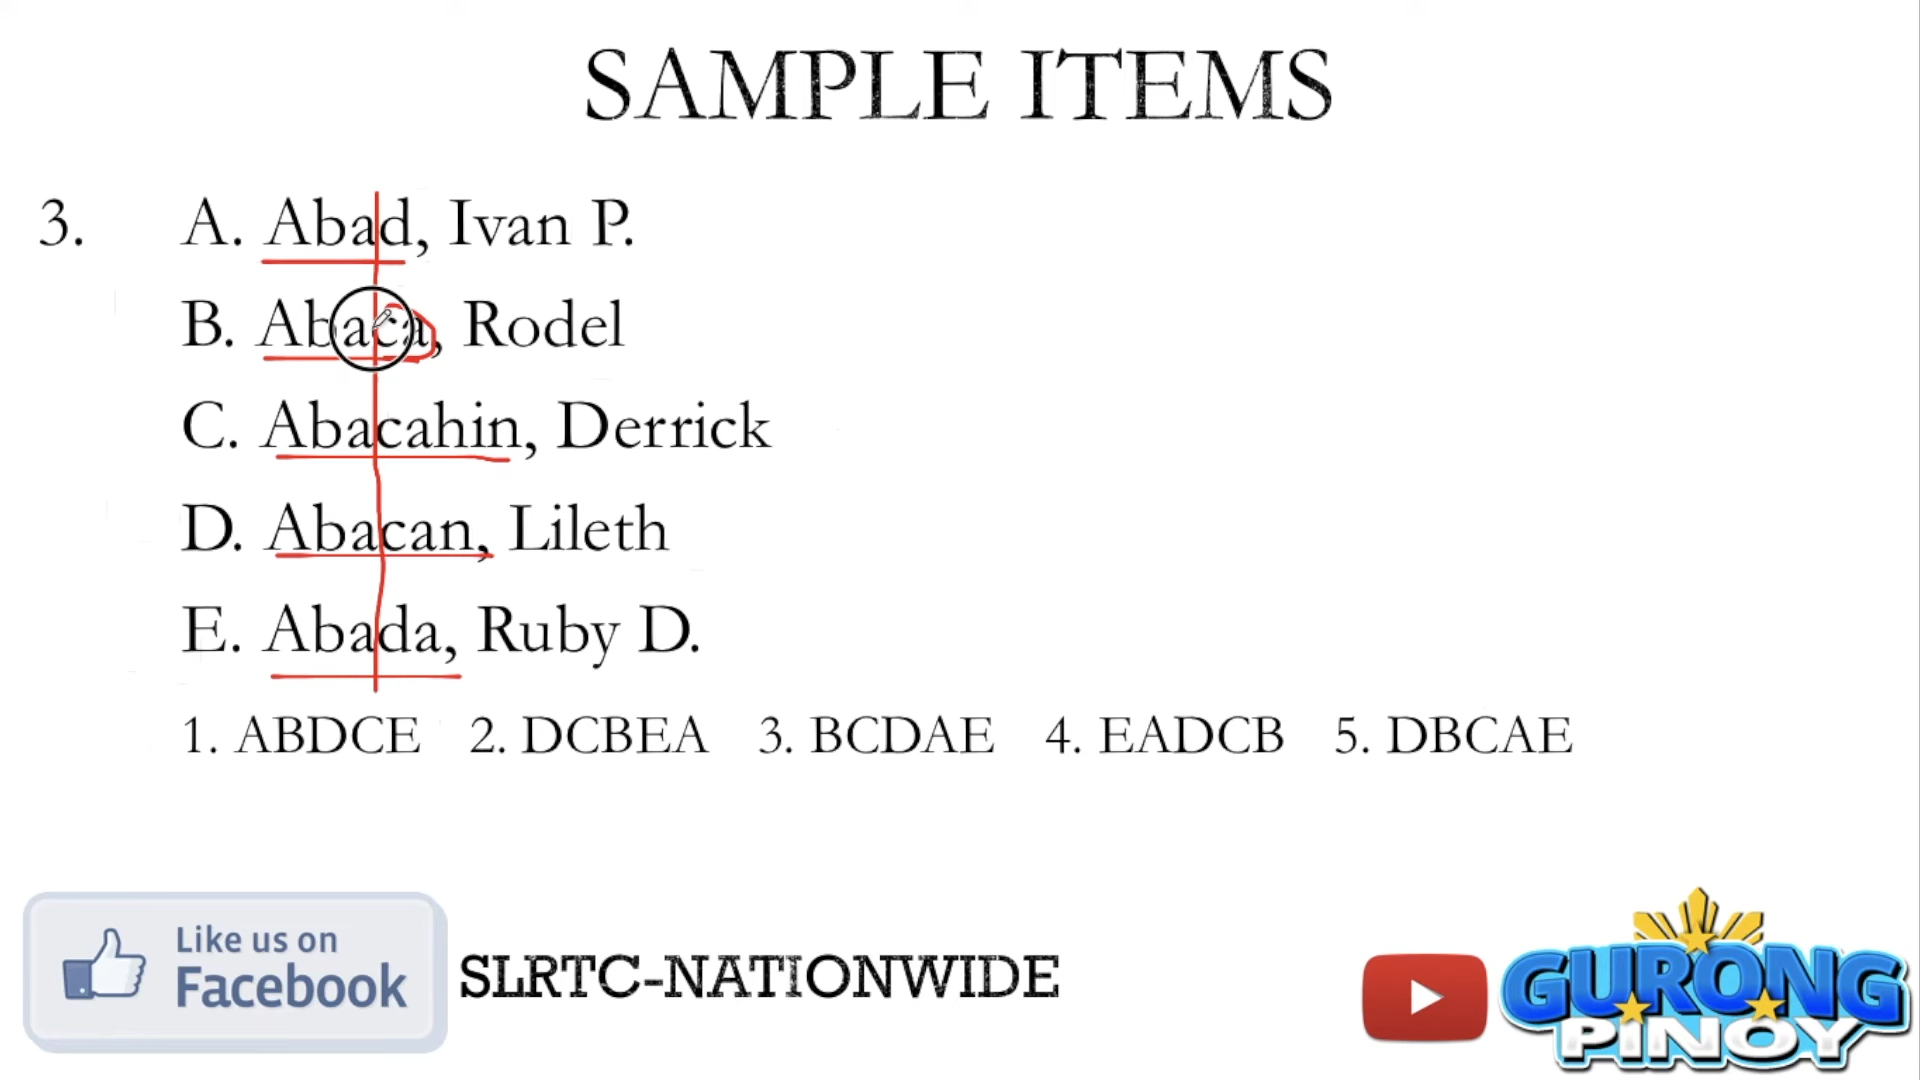 SAMPLE ITEMS
3. A. Abad, Ivan P.
B. Abaca, Rodel
C. Abacahin, Derrick
D. Abacan, Lileth
E. Abada, Ruby D.
1. ABDCE 2. DCBEA 3. BCDAE 4. EADCB 5. DBCAE
Like us on
Facebook
SLRTC-NATIONWIDE
GURONG
PINOY